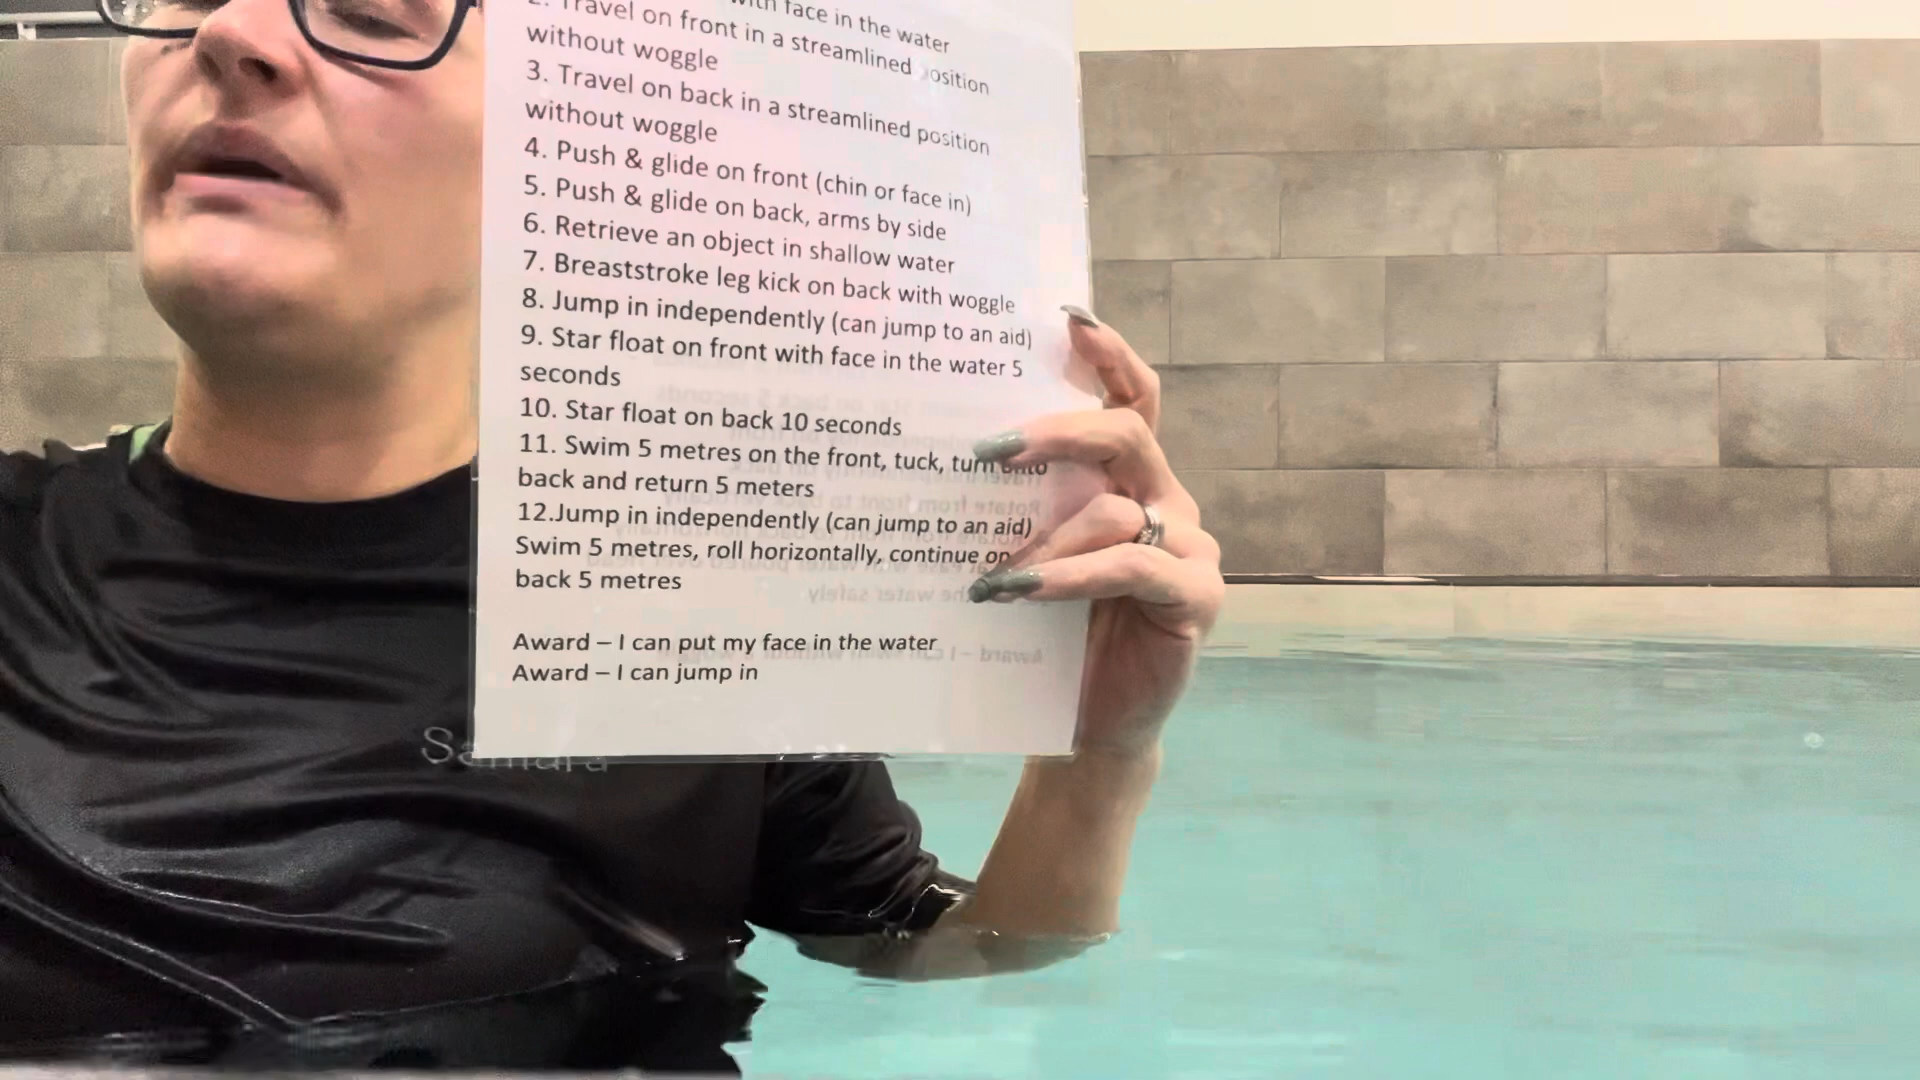 with face in the water
2. Travel on front in a streamlined position
without woggle
3. Travel on back in a streamlined position
without woggle
4. Push & glide on front (chin or face in)
5. Push & glide on back, arms by side
6. Retrieve an object in shallow water
7. Breaststroke leg kick on back with woggle
8. Jump in independently (can jump to an aid)
9. Star float on front with face in the water 5
seconds
10. Star float on back 10 seconds
11. Swim 5 metres on the front, tuck, turn onto
back and return 5 meters
12.Jump in independently (can jump to an aid)
Swim 5 metres, roll horizontally, continue on
back 5 metres
Award – I can put my face in the water
Award – I can jump in